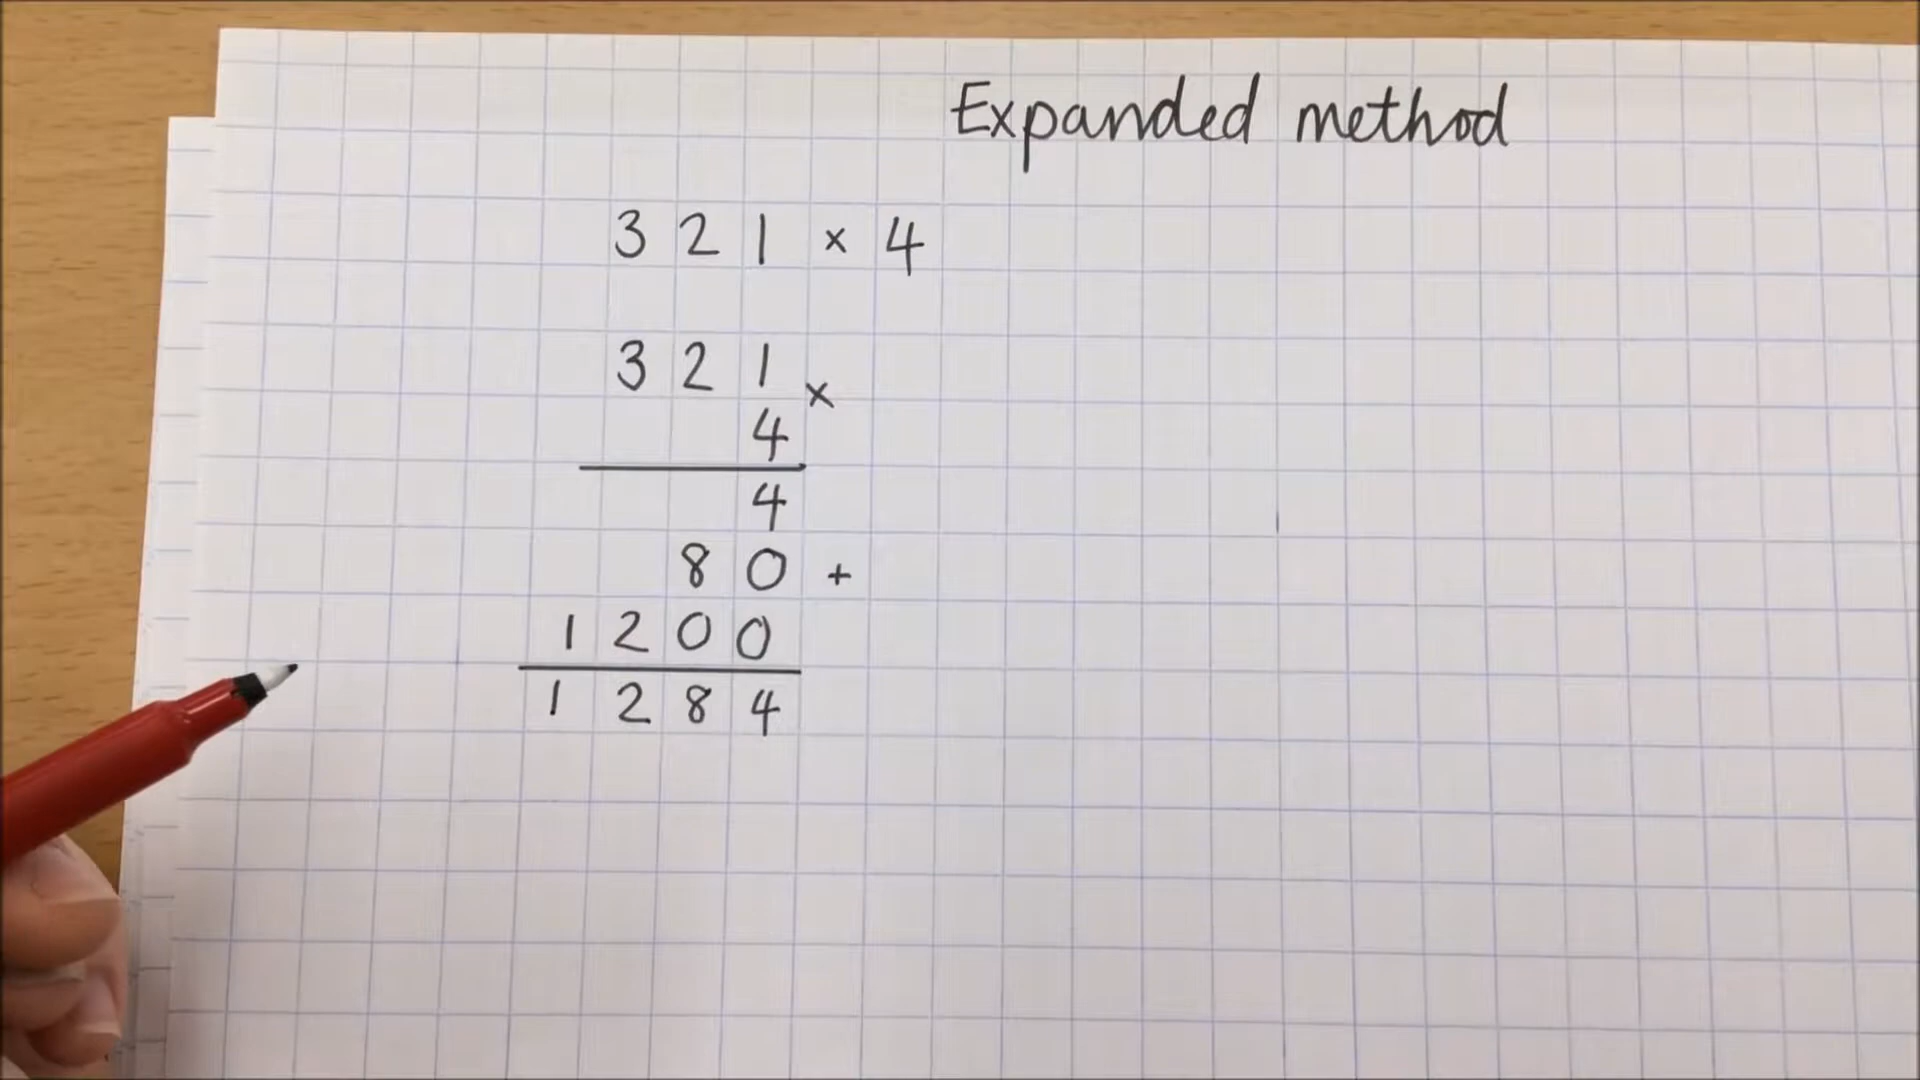 Expanded method
3 2 1 × 4
3 2 1 ×
4
4
8 0 +
1 2 0 0
1 2 8 4